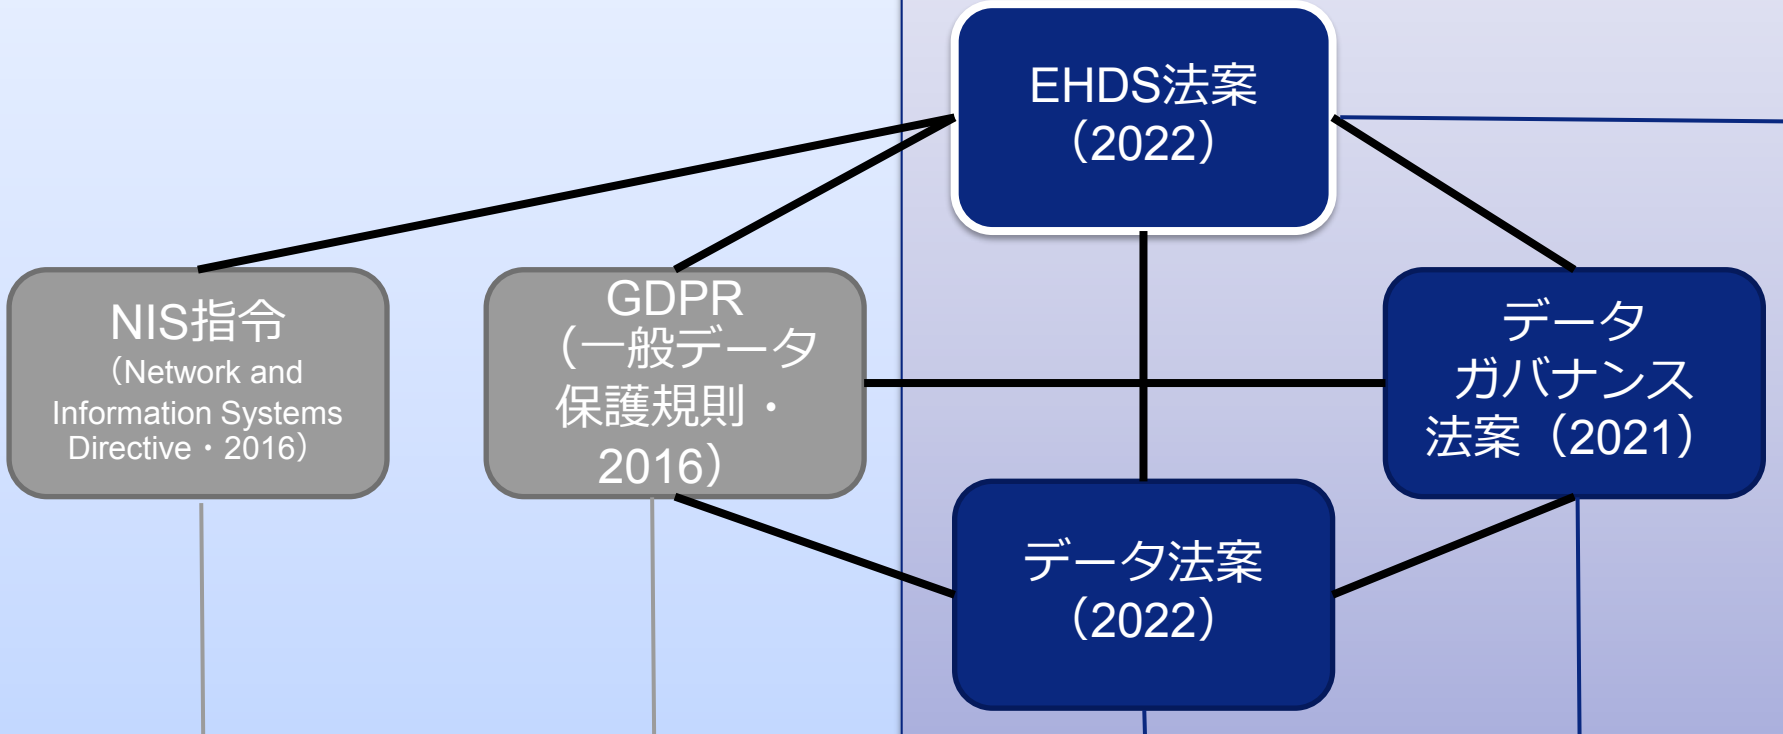 EHDS法案
（2022）
NIS指令
（Network and
Information Systems
Directive・2016）
GDPR
（一般データ
保護規則・
2016）
データ
ガバナンス
法案（2021）
データ法案
（2022）